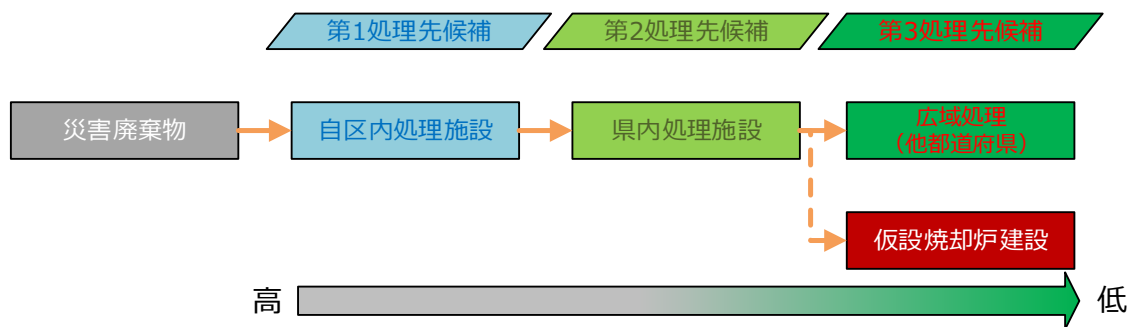 第1処理先候補
第2処理先候補
第3処理先候補
災害廃棄物
自区内処理施設
県内処理施設
広域処理
(他都道府県)
仮設焼却炉建設
高
低